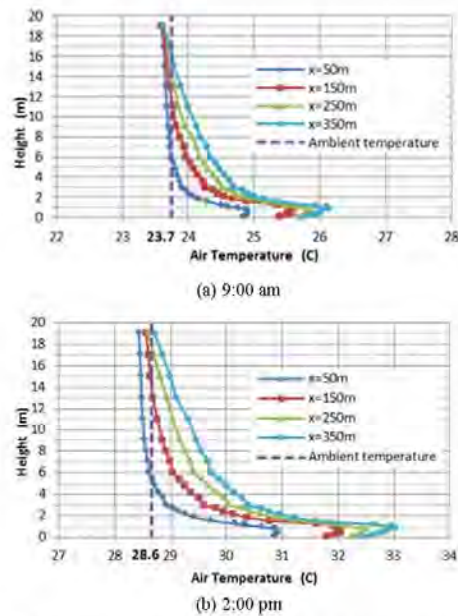 20
18
16
14
12
10
8
6
4
2
0
Height (m)
x=50m
x=150m
x=250m
x=350m
Ambient temperature
22 23 23.7 24 25 26 27 28
Air Temperature (C)
(a) 9:00 am
20
18
16
14
12
10
8
6
4
2
0
Height (m)
x=50m
x=150m
x=250m
x=350m
Ambient temperature
27 28 28.6 29 30 31 32 33 34
Air Temperature (C)
(b) 2:00 pm